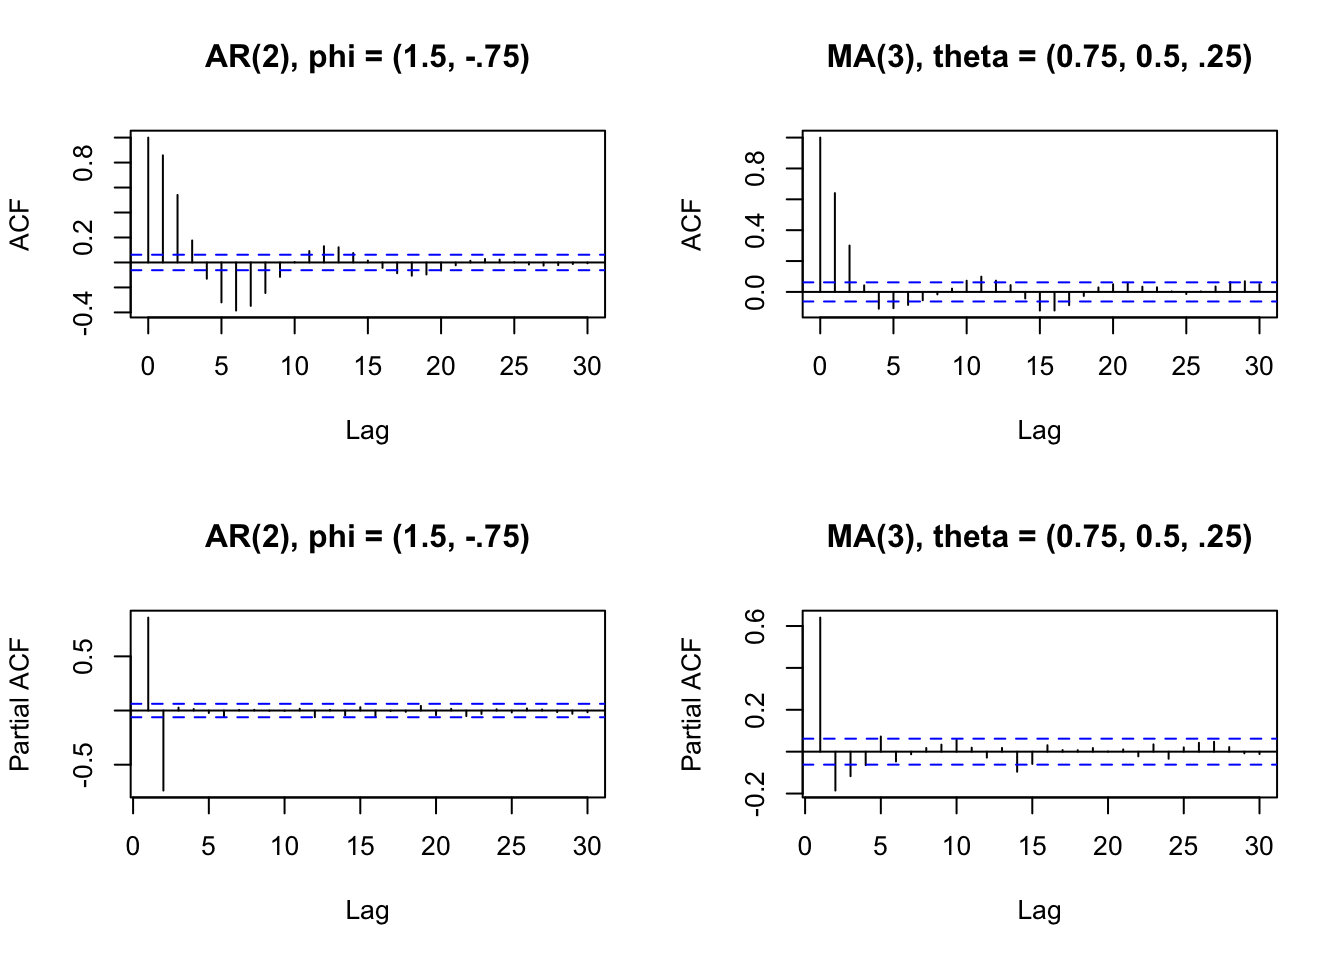 AR(2), phi = (1.5, -.75)
ACF
0.8
0.2
-0.4
0 5 10 15 20 25 30
Lag
MA(3), theta = (0.75, 0.5, .25)
ACF
0.8
0.4
0.0
0 5 10 15 20 25 30
Lag
AR(2), phi = (1.5, -.75)
Partial ACF
0.5
-0.5
0 5 10 15 20 25 30
Lag
MA(3), theta = (0.75, 0.5, .25)
Partial ACF
0.6
0.2
-0.2
0 5 10 15 20 25 30
Lag